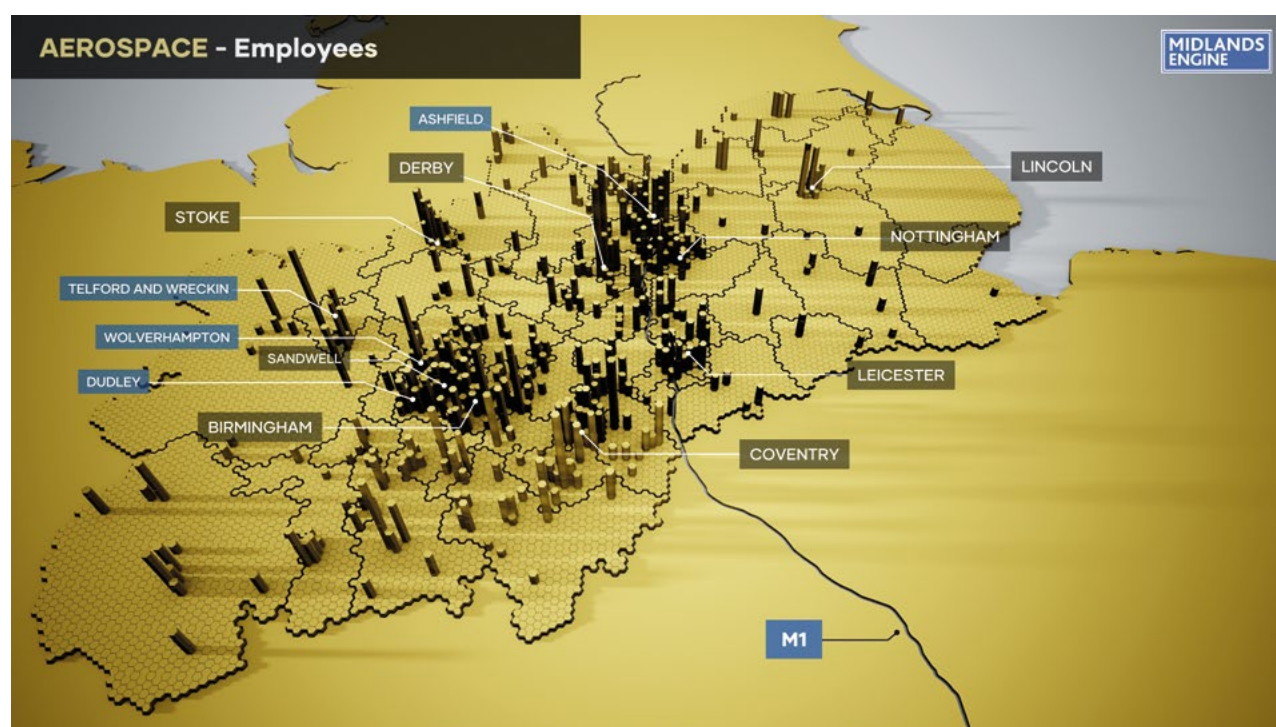 AEROSPACE - Employees
MIDLANDS
ENGINE
ASHFIELD
DERBY
LINCOLN
STOKE
NOTTINGHAM
TELFORD AND WRECKIN
WOLVERHAMPTON
SANDWELL
DUDLEY
LEICESTER
BIRMINGHAM
COVENTRY
M1